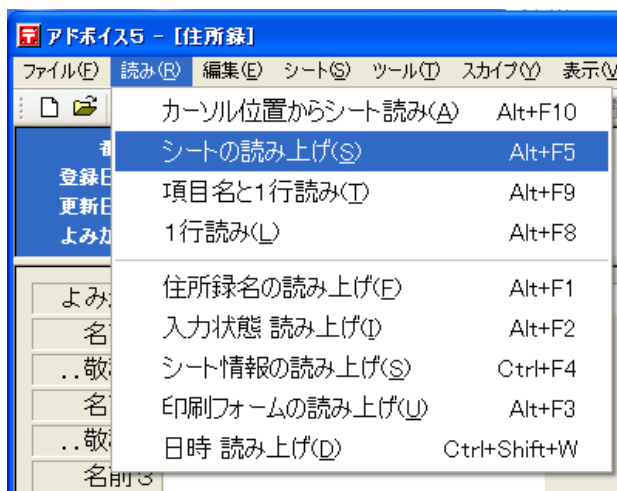 アドボイス5 - [住所録]
ファイル(F) 読み(R) 編集(E) シート(S) ツール(T) スカイプ(Y) 表示(V
カーソル位置からシート読み(A) Alt+F10
シートの読み上げ(S) Alt+F5
項目名と1行読み(T) Alt+F9
1行読み(L) Alt+F8
住所録名の読み上げ(F) Alt+F1
入力状態 読み上げ(I) Alt+F2
シート情報の読み上げ(S) Ctrl+F4
印刷フォームの読み上げ(U) Alt+F3
日時 読み上げ(D) Ctrl+Shift+W
登録日
更新日
よみか
よみ
名
..敬
名
..敬
名前3